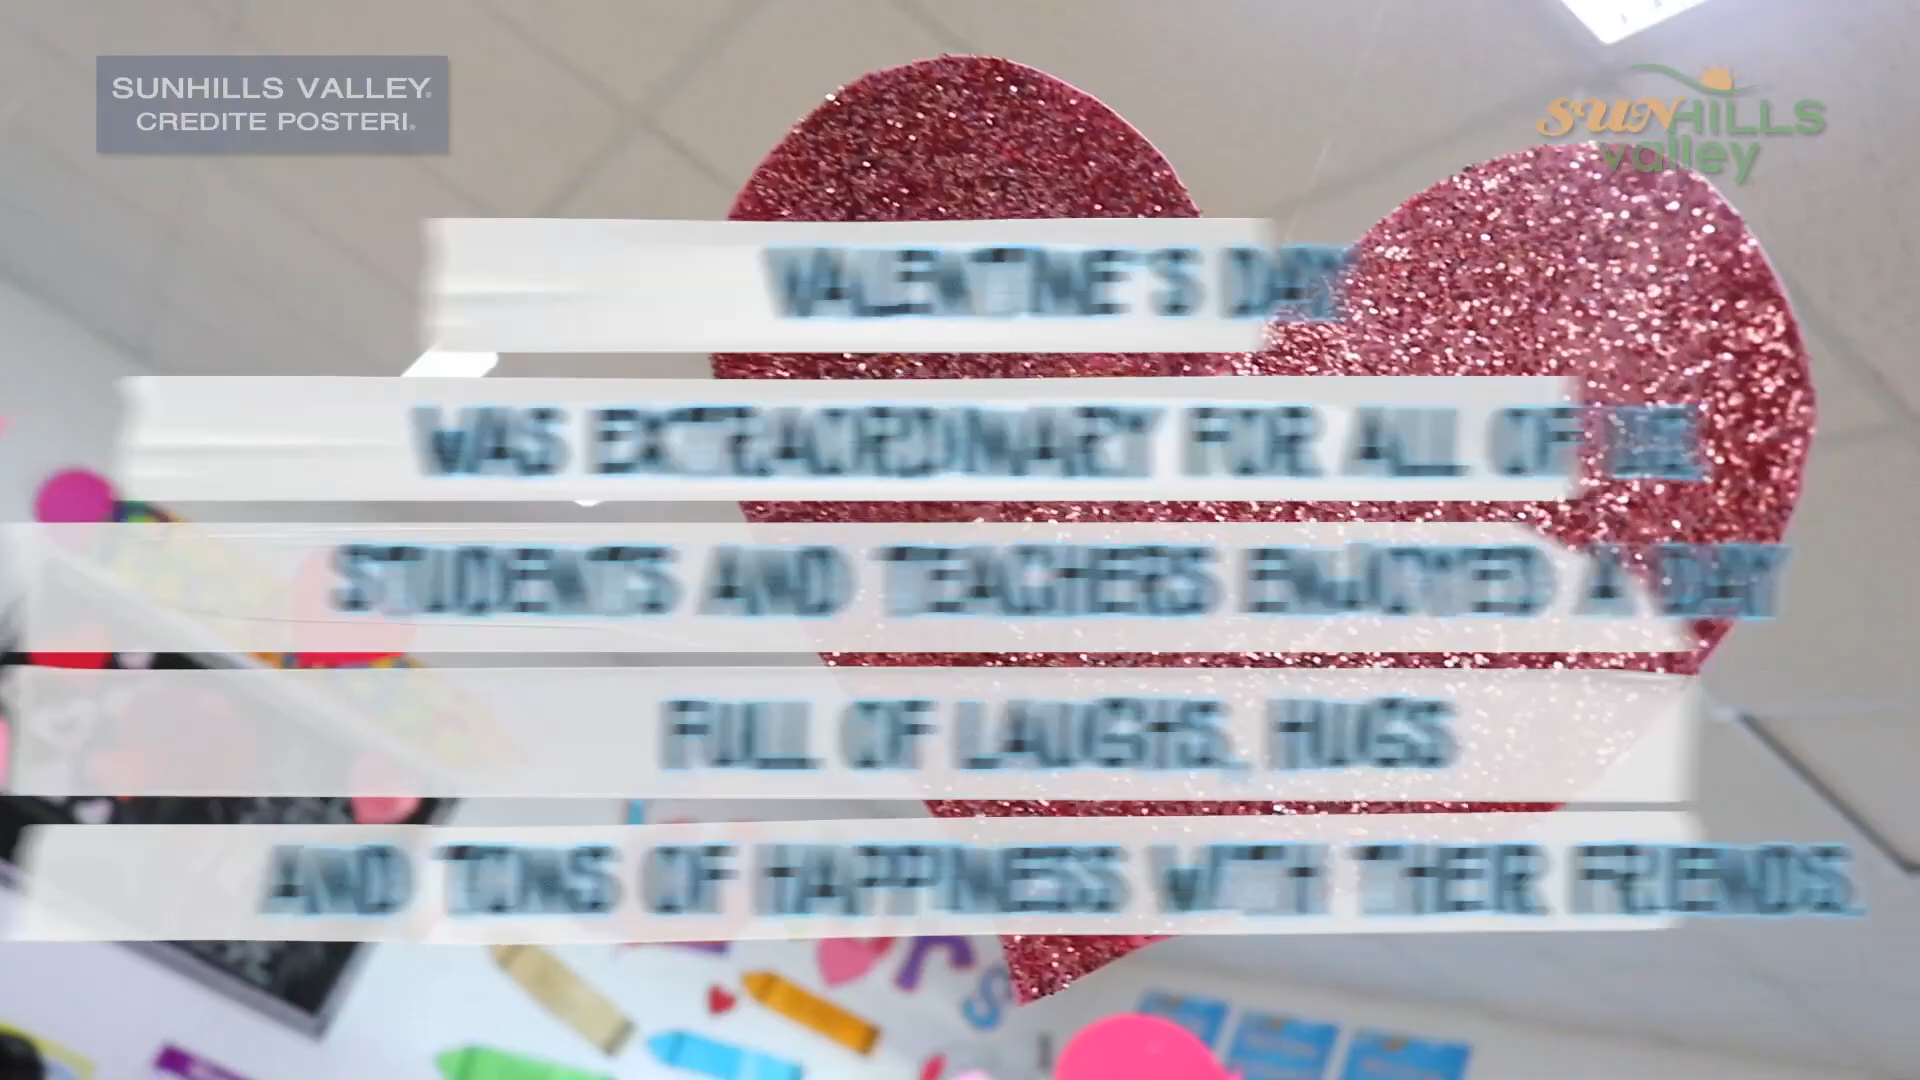 SUNHILLS VALLEY
CREDITE POSTERI
SUNHILLS
valley
VALENTINE'S DAY
WAS EXTRAORDINARY FOR ALL OF US
STUDENTS AND TEACHERS ENJOYED A DAY
FULL OF LAUGHS, HUGS
AND TONS OF HAPPINESS WITH THEIR FRIENDS.